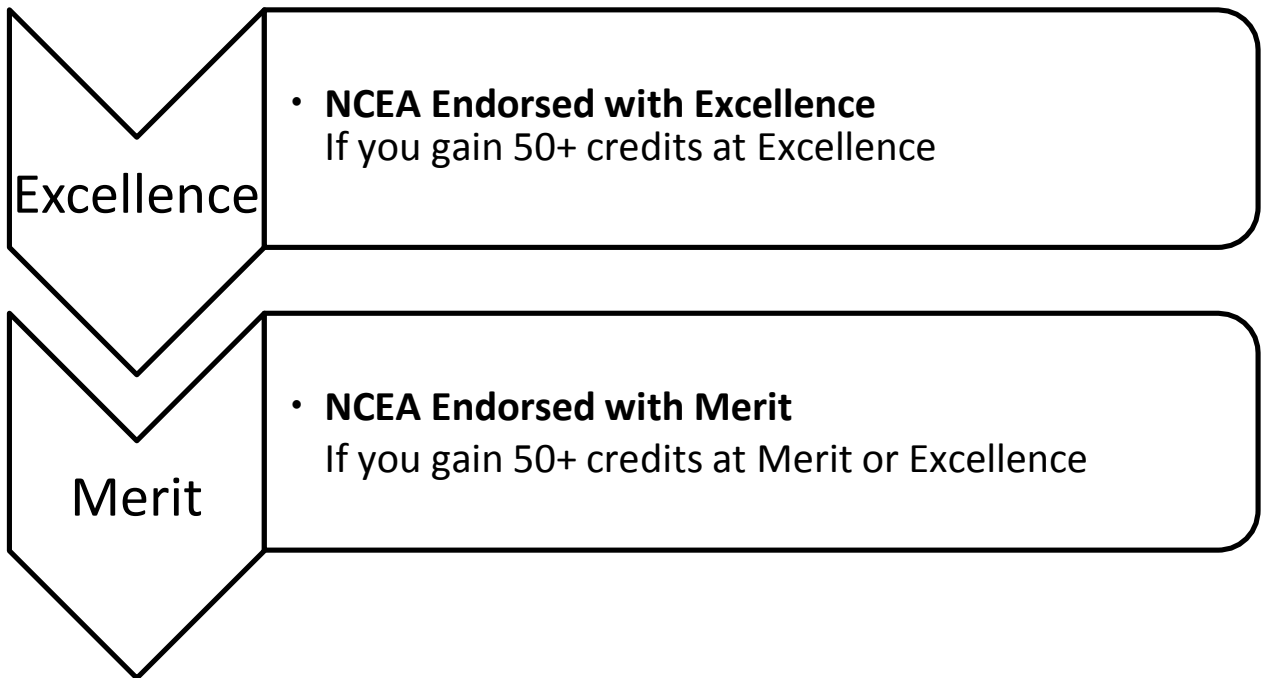 Excellence
• NCEA Endorsed with Excellence
If you gain 50+ credits at Excellence
Merit
• NCEA Endorsed with Merit
If you gain 50+ credits at Merit or Excellence